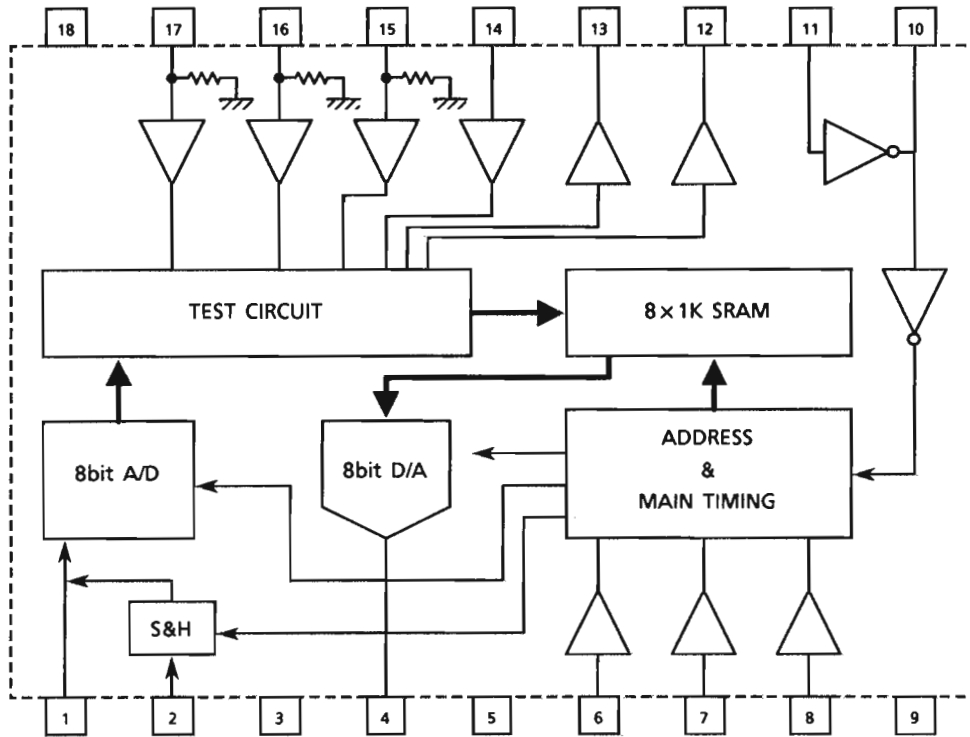 18 17 16 15 14 13 12 11 10
TEST CIRCUIT
8×1K SRAM
8bit A/D
8bit D/A
ADDRESS
&
MAIN TIMING
S&H
1 2 3 4 5 6 7 8 9